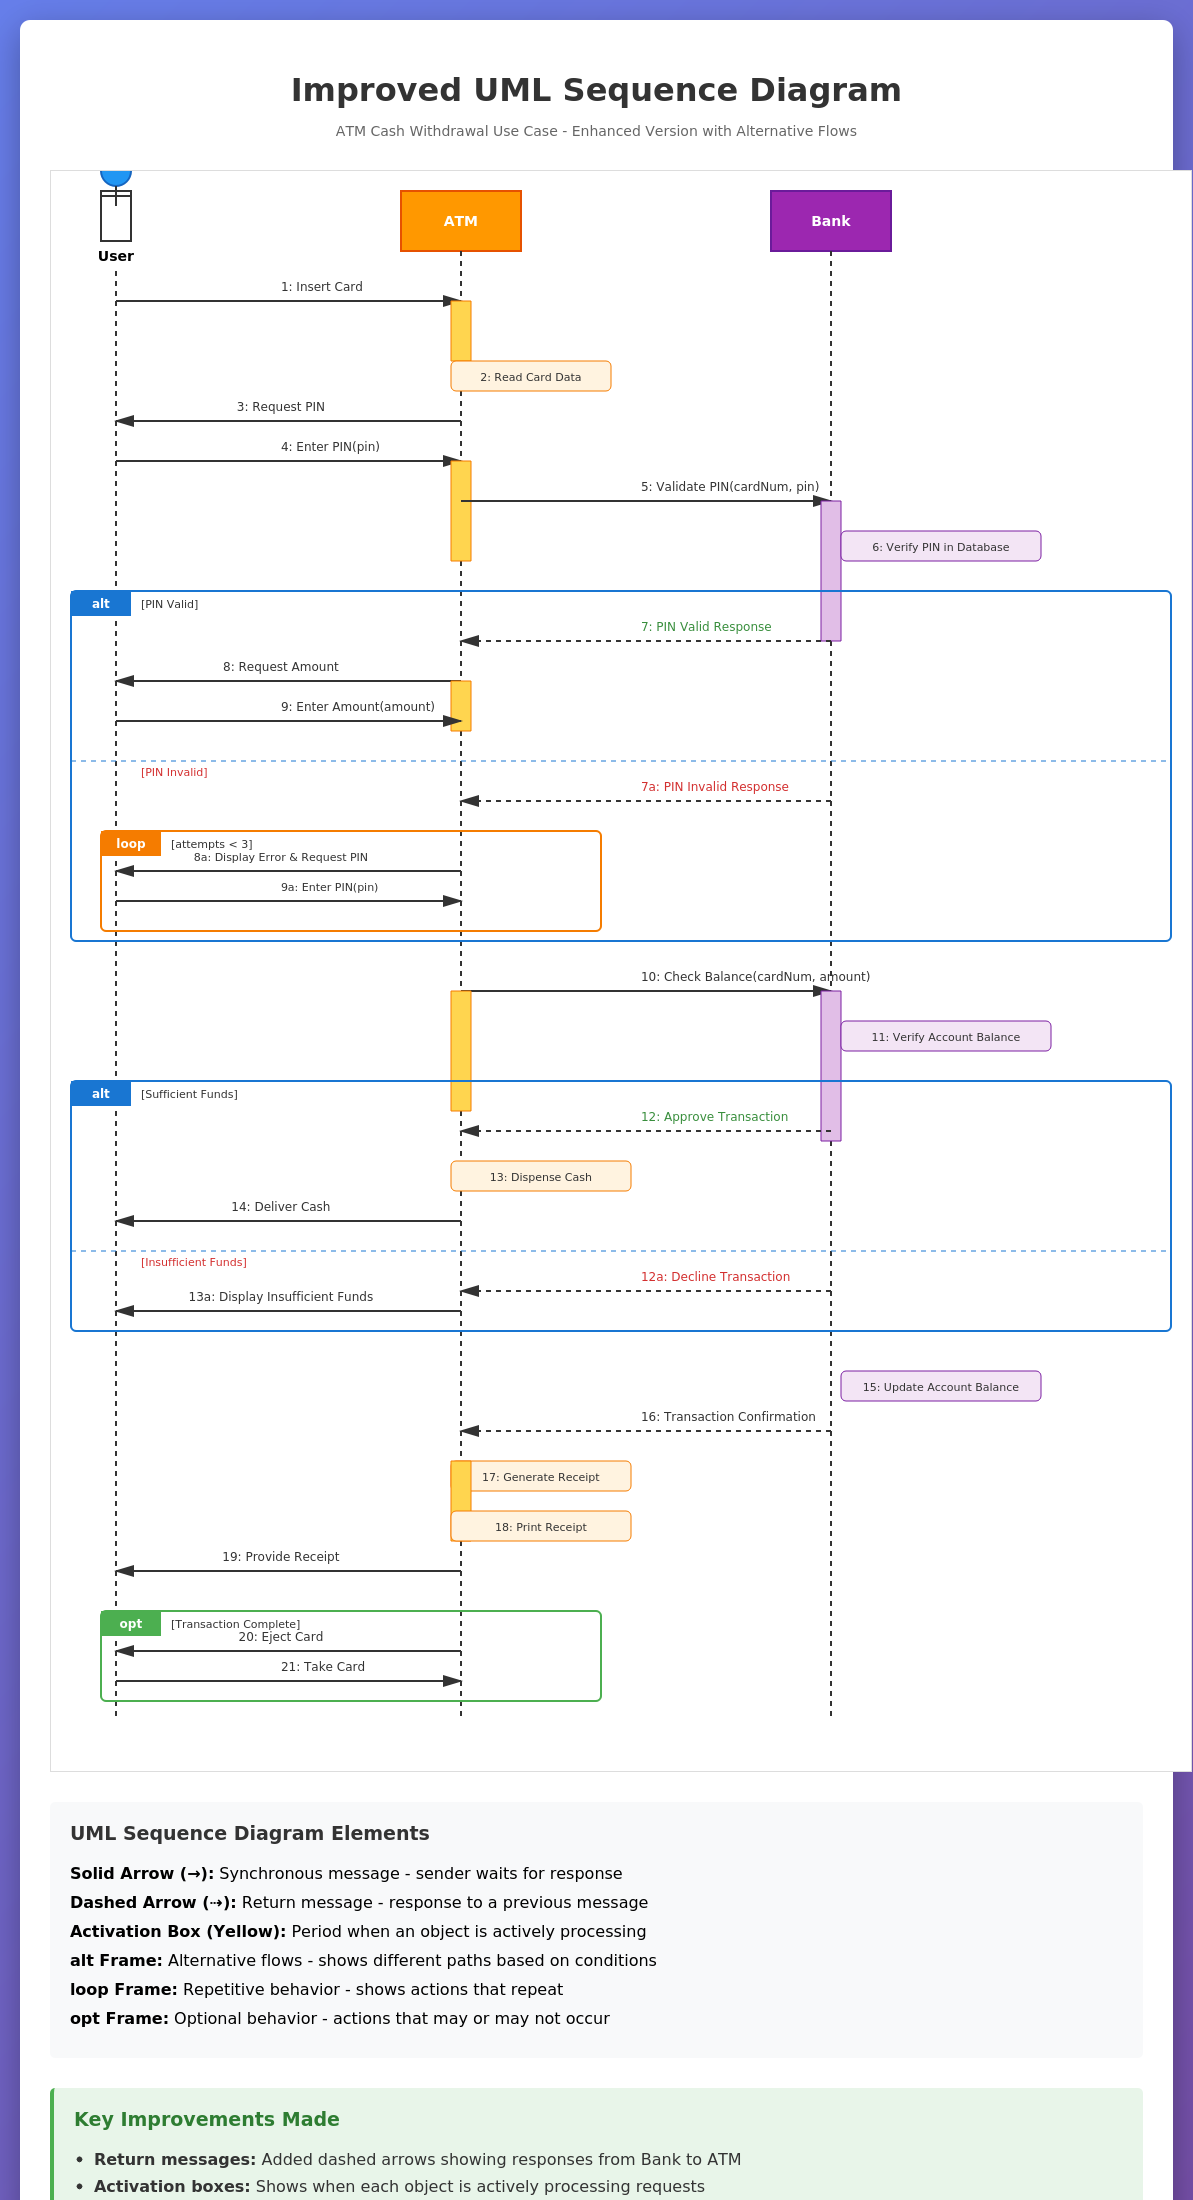 Improved UML Sequence Diagram
ATM Cash Withdrawal Use Case - Enhanced Version with Alternative Flows
ATM
Bank
User
1: Insert Card
2: Read Card Data
3: Request PIN
4: Enter PIN(pin)
5: Validate PIN(cardNum, pin)
6: Verify PIN in Database
alt
[PIN Valid]
7: PIN Valid Response
8: Request Amount
9: Enter Amount(amount)
[PIN Invalid]
7a: PIN Invalid Response
loop
[attempts < 3]
8a: Display Error & Request PIN
9a: Enter PIN(pin)
10: Check Balance(cardNum, amount)
11: Verify Account Balance
alt
[Sufficient Funds]
12: Approve Transaction
13: Dispense Cash
14: Deliver Cash
[Insufficient Funds]
12a: Decline Transaction
13a: Display Insufficient Funds
15: Update Account Balance
16: Transaction Confirmation
17: Generate Receipt
18: Print Receipt
19: Provide Receipt
opt
[Transaction Complete]
20: Eject Card
21: Take Card
UML Sequence Diagram Elements
Solid Arrow (→): Synchronous message - sender waits for response
Dashed Arrow (⇢): Return message - response to a previous message
Activation Box (Yellow): Period when an object is actively processing
alt Frame: Alternative flows - shows different paths based on conditions
loop Frame: Repetitive behavior - shows actions that repeat
opt Frame: Optional behavior - actions that may or may not occur
Key Improvements Made
• Return messages: Added dashed arrows showing responses from Bank to ATM
• Activation boxes: Shows when each object is actively processing requests